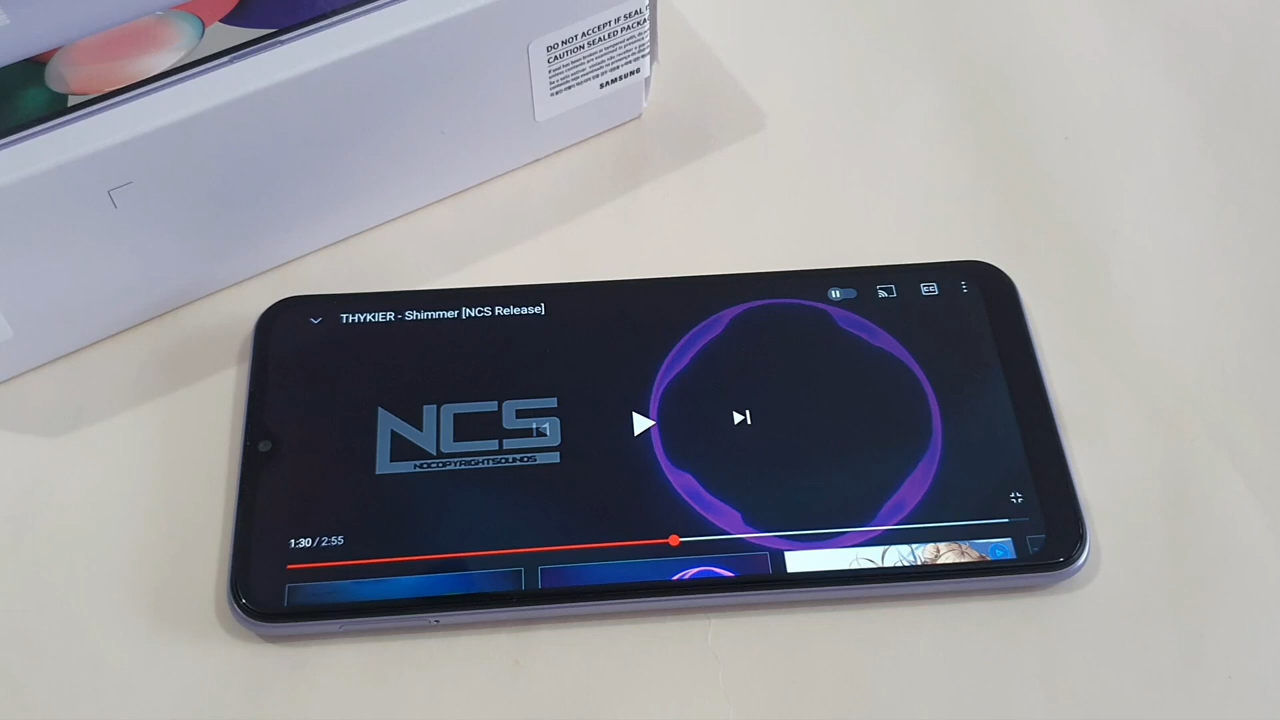 DO NOT ACCEPT IF SEAL
CAUTION SEALED PACKA
SAMSUNG
THYKIER - Shimmer [NCS Release]
CC
NCS
NOCOPYRIGHTSOUNDS
1:30 / 2:55